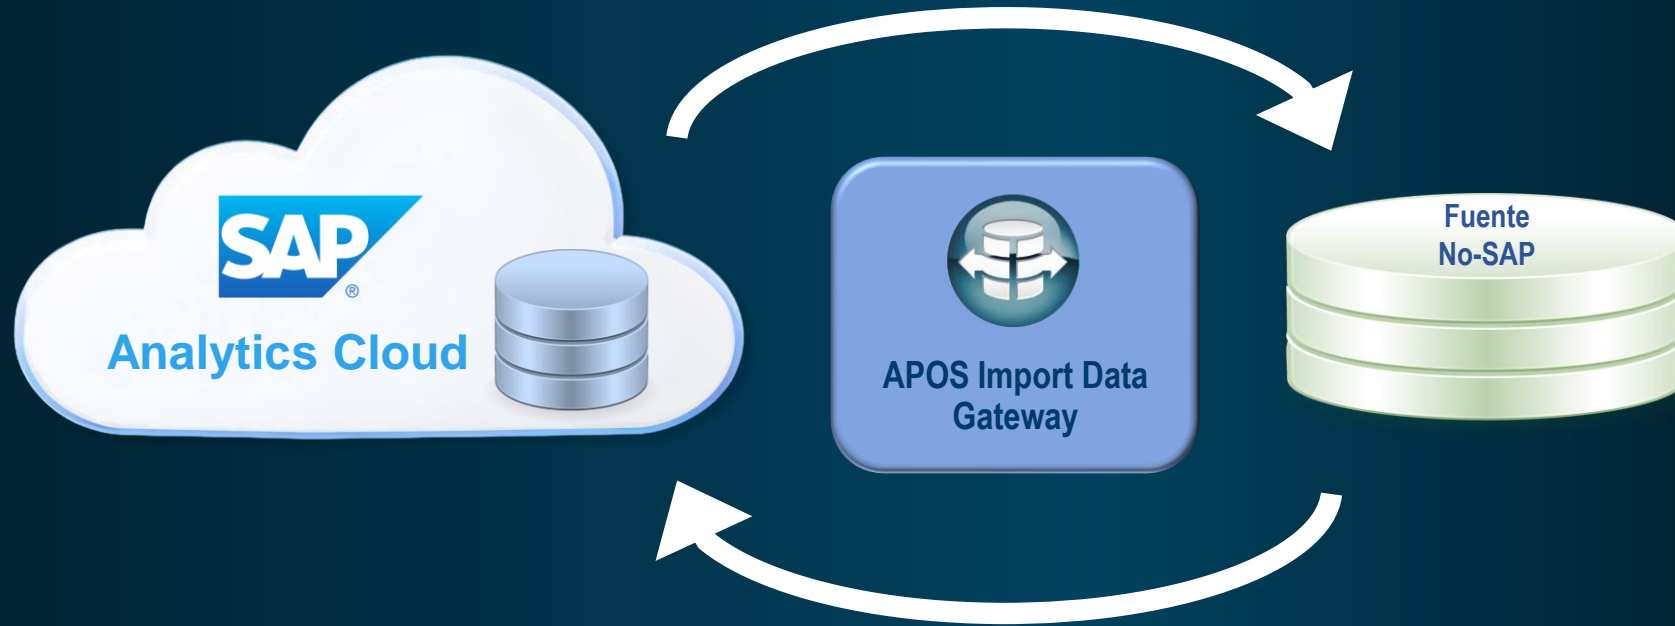 SAP
®
Analytics Cloud
APOS Import Data
Gateway
Fuente
No-SAP